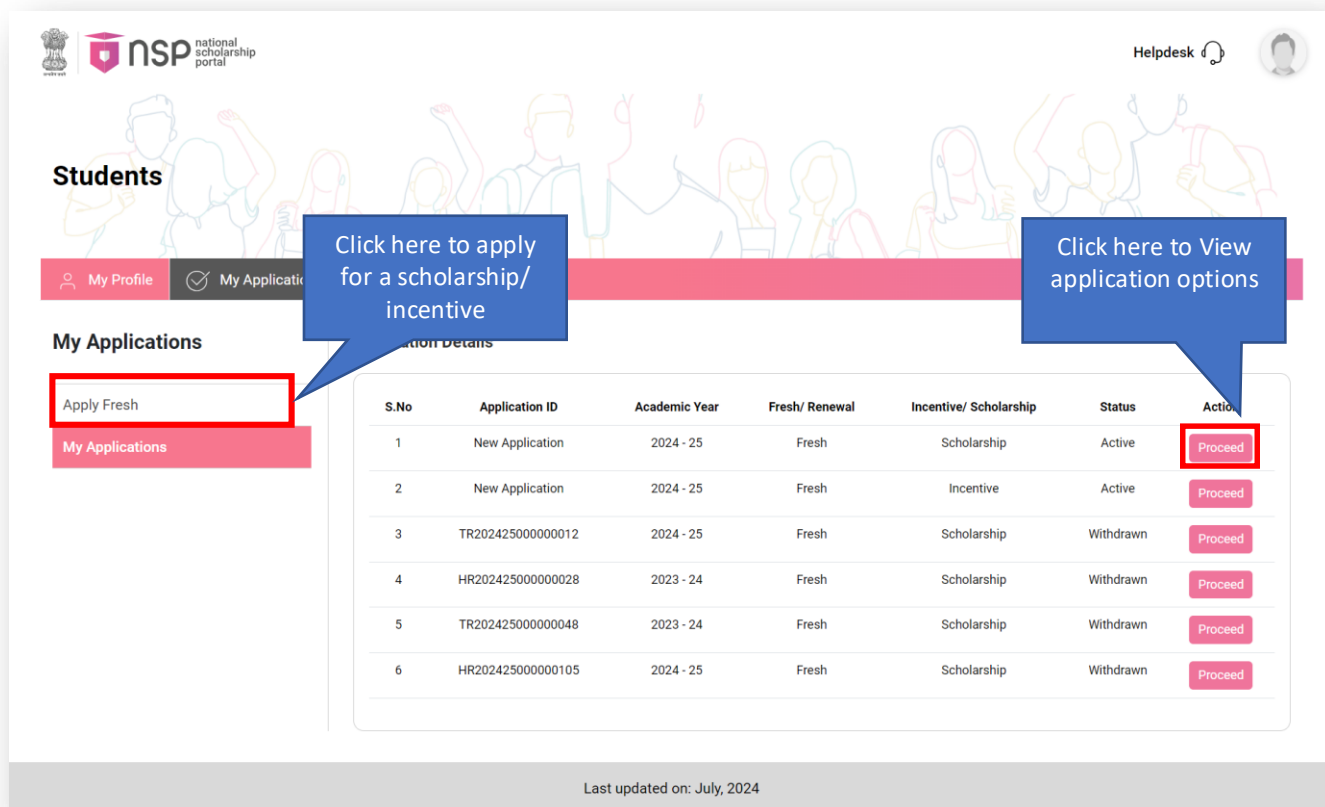 nsp national
scholarship
portal
Helpdesk
Students
Click here to apply
for a scholarship/
incentive
Click here to View
application options
My Profile
My Applicatio
My Applications
ation Details
Apply Fresh
My Applications
S.No Application ID Academic Year Fresh/ Renewal Incentive/ Scholarship Status Action
1 New Application 2024 - 25 Fresh Scholarship Active Proceed
2 New Application 2024 - 25 Fresh Incentive Active Proceed
3 TR202425000000012 2024 - 25 Fresh Scholarship Withdrawn Proceed
4 HR202425000000028 2023 - 24 Fresh Scholarship Withdrawn Proceed
5 TR202425000000048 2023 - 24 Fresh Scholarship Withdrawn Proceed
6 HR202425000000105 2024 - 25 Fresh Scholarship Withdrawn Proceed
Last updated on: July, 2024